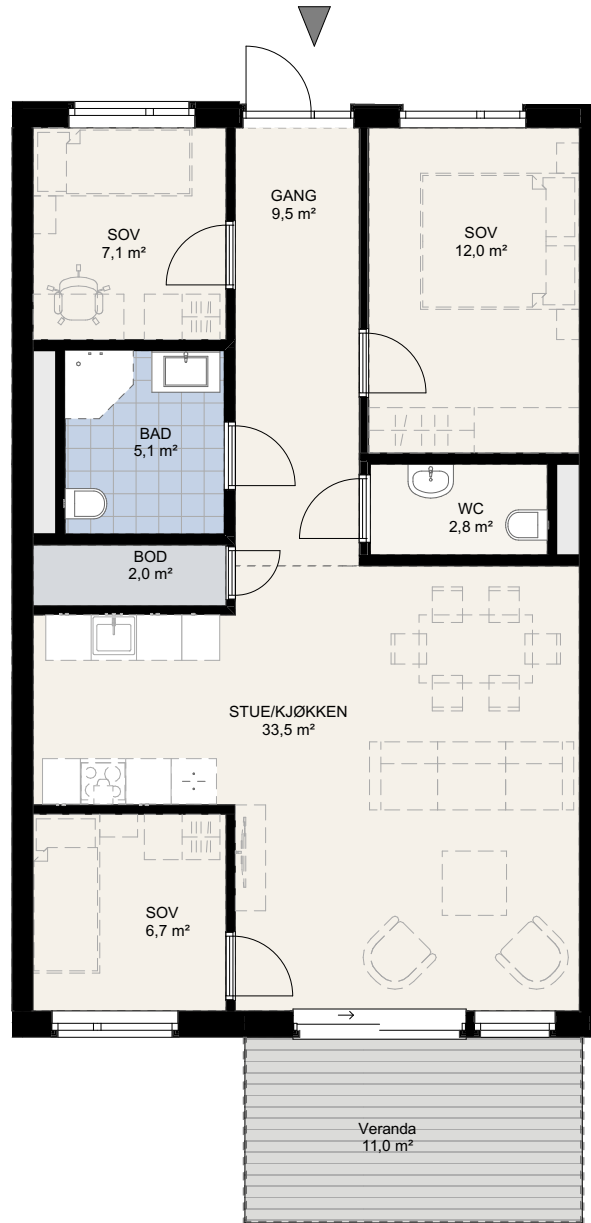 GANG
9,5 m²
SOV
7,1 m²
SOV
12,0 m²
BAD
5,1 m²
WC
2,8 m²
BOD
2,0 m²
STUE/KJØKKEN
33,5 m²
SOV
6,7 m²
Veranda
11,0 m²